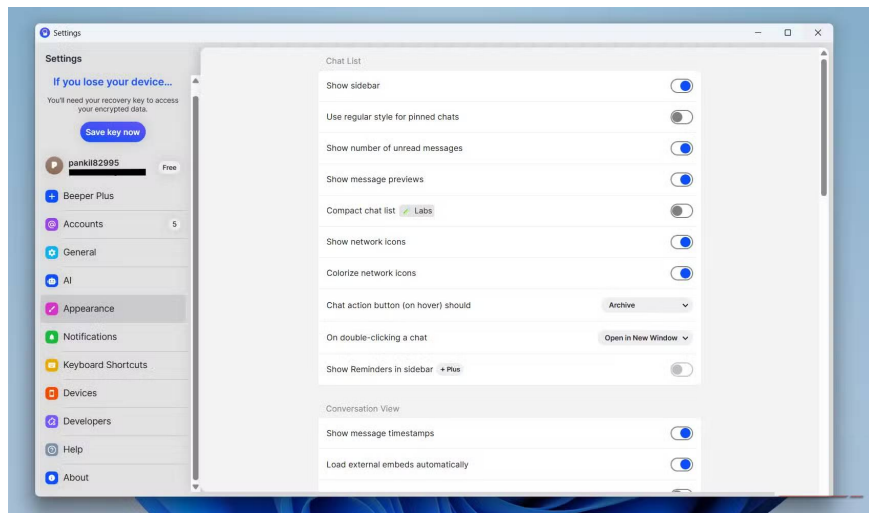 Settings
Settings
If you lose your device...
You'll need your recovery key to access
your encrypted data.
Save key now
pankil82995
Free
Beeper Plus
Accounts 5
General
AI
Appearance
Notifications
Keyboard Shortcuts
Devices
Developers
Help
About
Chat List
Show sidebar
Use regular style for pinned chats
Show number of unread messages
Show message previews
Compact chat list Labs
Show network icons
Colorize network icons
Chat action button (on hover) should Archive
On double-clicking a chat Open in New Window
Show Reminders in sidebar + Plus
Conversation View
Show message timestamps
Load external embeds automatically